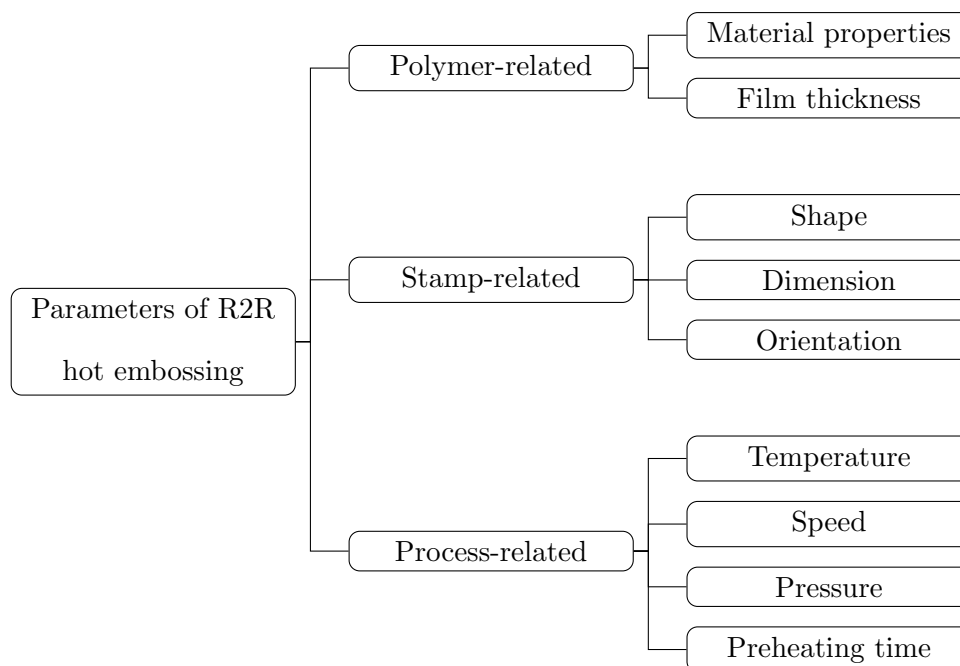 Parameters of R2R
hot embossing
Polymer-related
Material properties
Film thickness
Stamp-related
Shape
Dimension
Orientation
Process-related
Temperature
Speed
Pressure
Preheating time